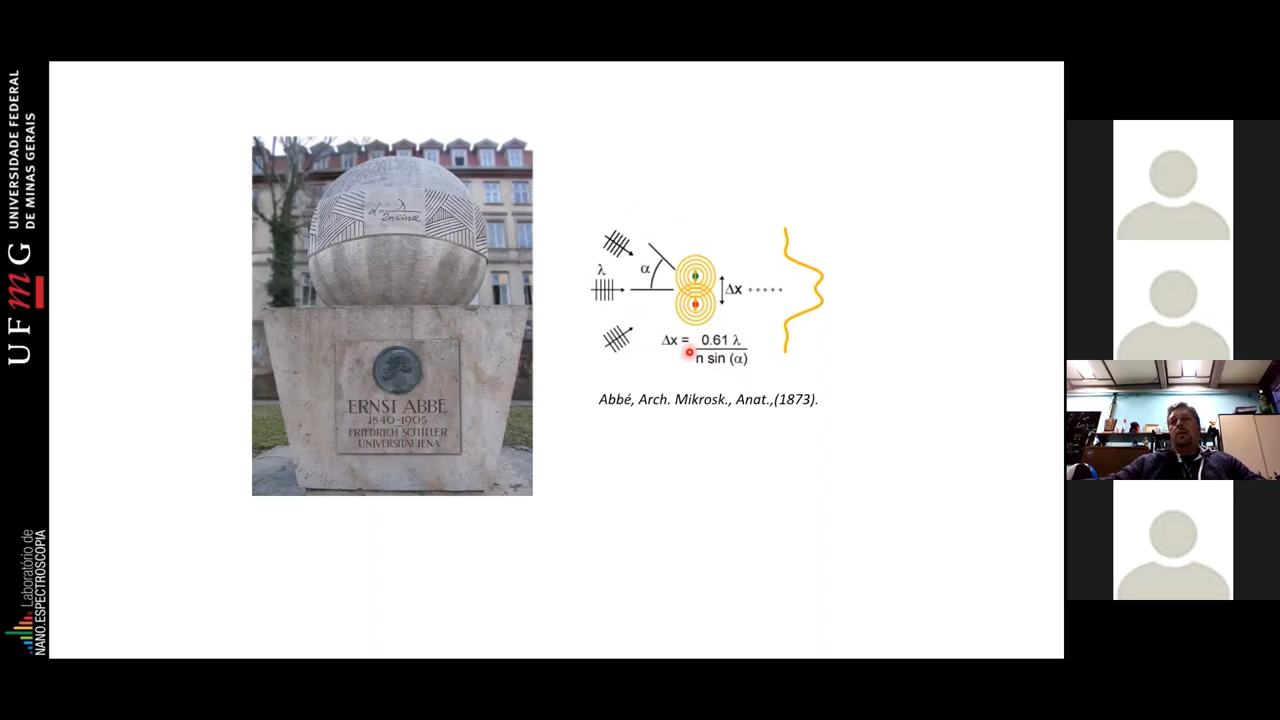 UNIVERSIDADE FEDERAL
DE MINAS GERAIS
UFmG
Laboratório de
NANO.ESPECTROSCOPIA
ERNST ABBE
1840-1905
FRIEDRICH SCHILLER
UNIVERSITÄT JENA
λ
α
Δx
Δx = 0.61 λ
n sin (α)
Abbé, Arch. Mikrosk., Anat.,(1873).